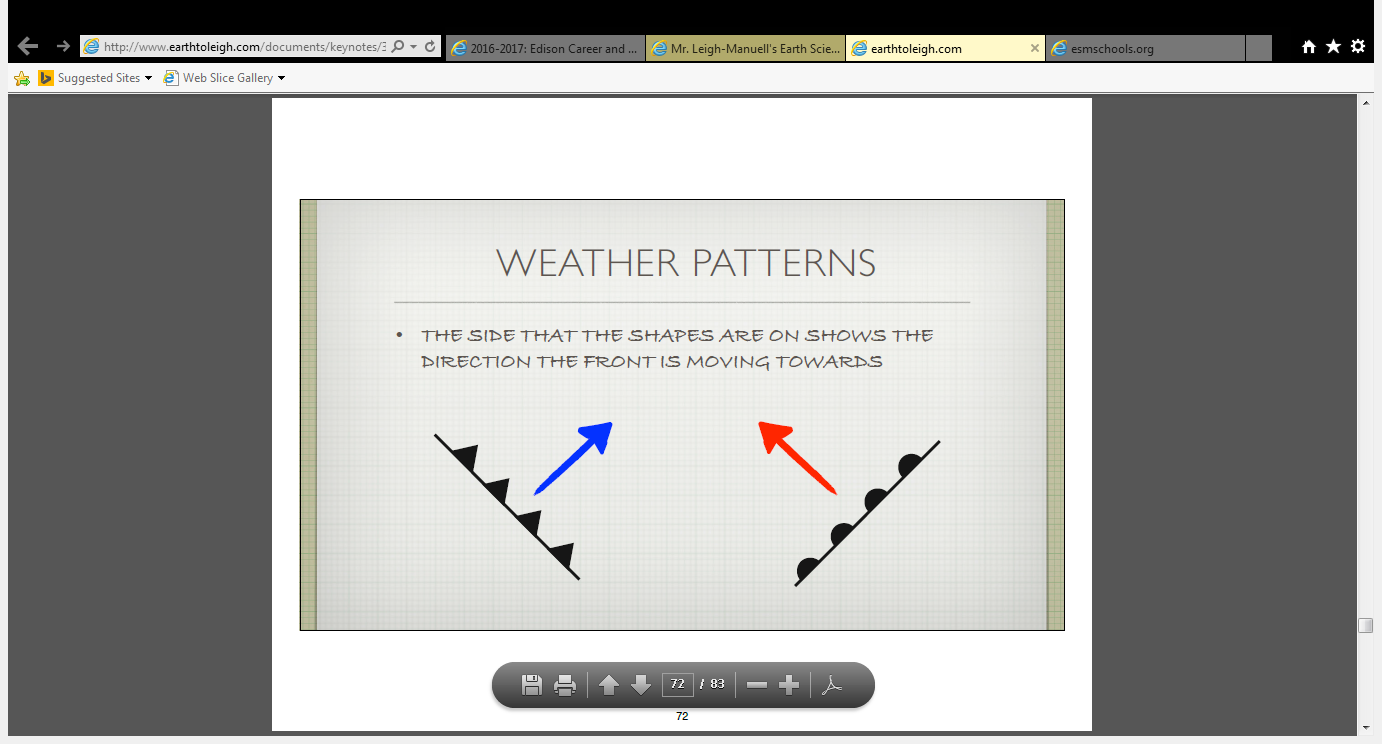 http://www.earthtoleigh.com/documents/keynotes/3
2016-2017: Edison Career and ...
Mr. Leigh-Manuell's Earth Scie...
earthtoleigh.com
esmschools.org
Suggested Sites
Web Slice Gallery
WEATHER PATTERNS
• THE SIDE THAT THE SHAPES ARE ON SHOWS THE
DIRECTION THE FRONT IS MOVING TOWARDS
72 / 83
72